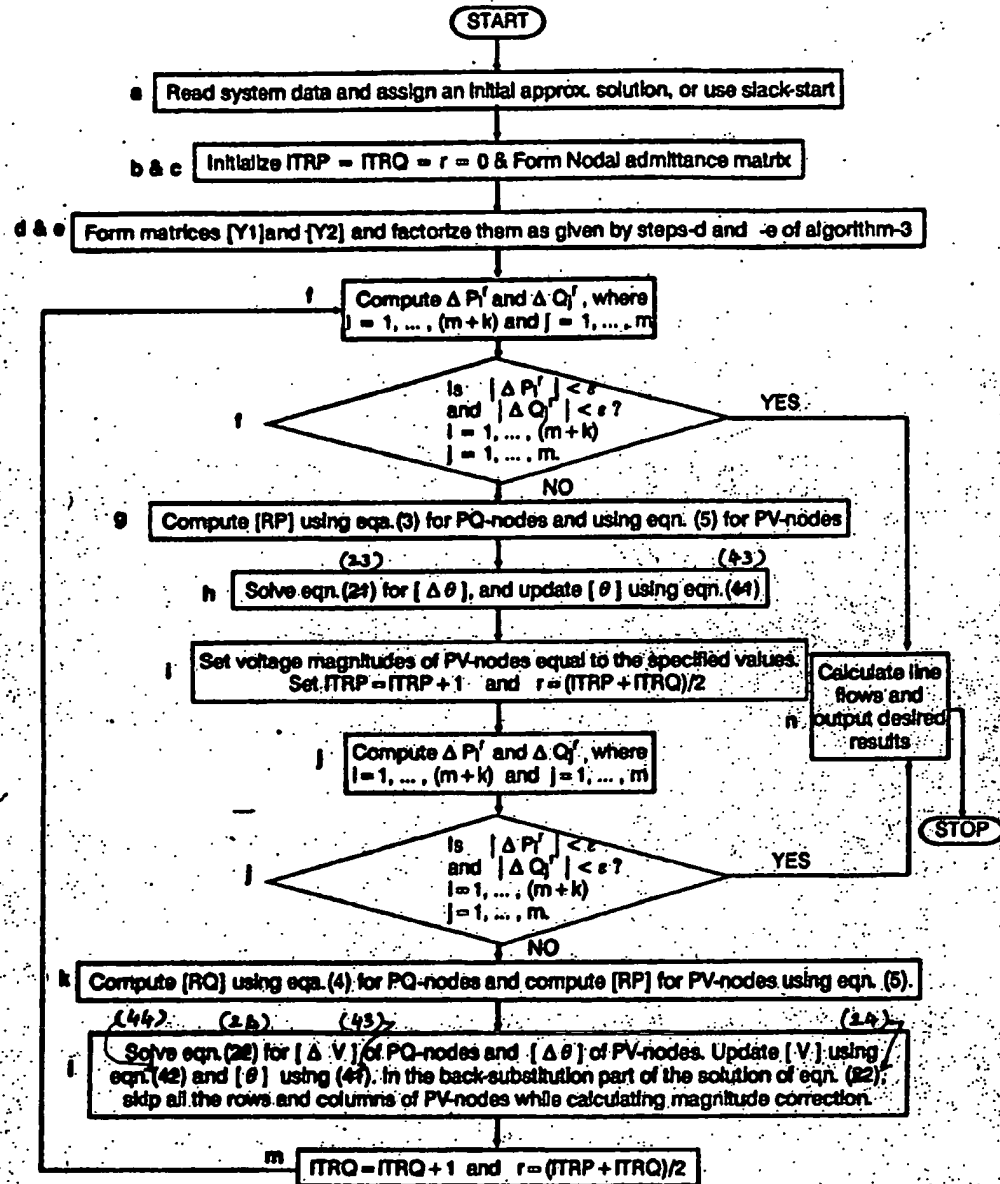 START
a Read system data and assign an initial approx. solution, or use slack-start
b & c Initialize ITRP = ITRQ = r = 0 & Form Nodal admittance matrix
d & e Form matrices [Y1] and [Y2] and factorize them as given by steps-d and -e of algorithm-3
f Compute Δ Pi^r and Δ Qj^r, where
i = 1, ... , (m+k) and j = 1, ... , m
f
Is | Δ Pi^r | < ε
and | Δ Qj^r | < ε ?
i = 1, ... , (m+k)
j = 1, ... , m.
YES
NO
g Compute [RP] using eqa.(3) for PQ-nodes and using eqn. (5) for PV-nodes
(23) (43)
h Solve eqn.(21) for [ Δ θ ], and update [ θ ] using eqn.(41)
i Set voltage magnitudes of PV-nodes equal to the specified values.
Set ITRP = ITRP + 1 and r = (ITRP + ITRQ)/2
n Calculate line
flows and
output desired
results
j Compute Δ Pi^r and Δ Qj^r, where
i = 1, ... , (m+k) and j = 1, ... , m
STOP
j
Is | Δ Pi^r | < ε
and | Δ Qj^r | < ε ?
i = 1, ... , (m+k)
j = 1, ... , m.
YES
NO
k Compute [RQ] using eqa.(4) for PQ-nodes and compute [RP] for PV-nodes using eqn. (5).
(44) (24) (43) (24)
l Solve eqn.(22) for [ Δ V ] of PQ-nodes and [ Δ θ ] of PV-nodes. Update [ V ] using
eqn.(42) and [ θ ] using (41). In the back-substitution part of the solution of eqn. (22),
skip all the rows and columns of PV-nodes while calculating magnitude correction.
m ITRQ = ITRQ + 1 and r = (ITRP + ITRQ)/2